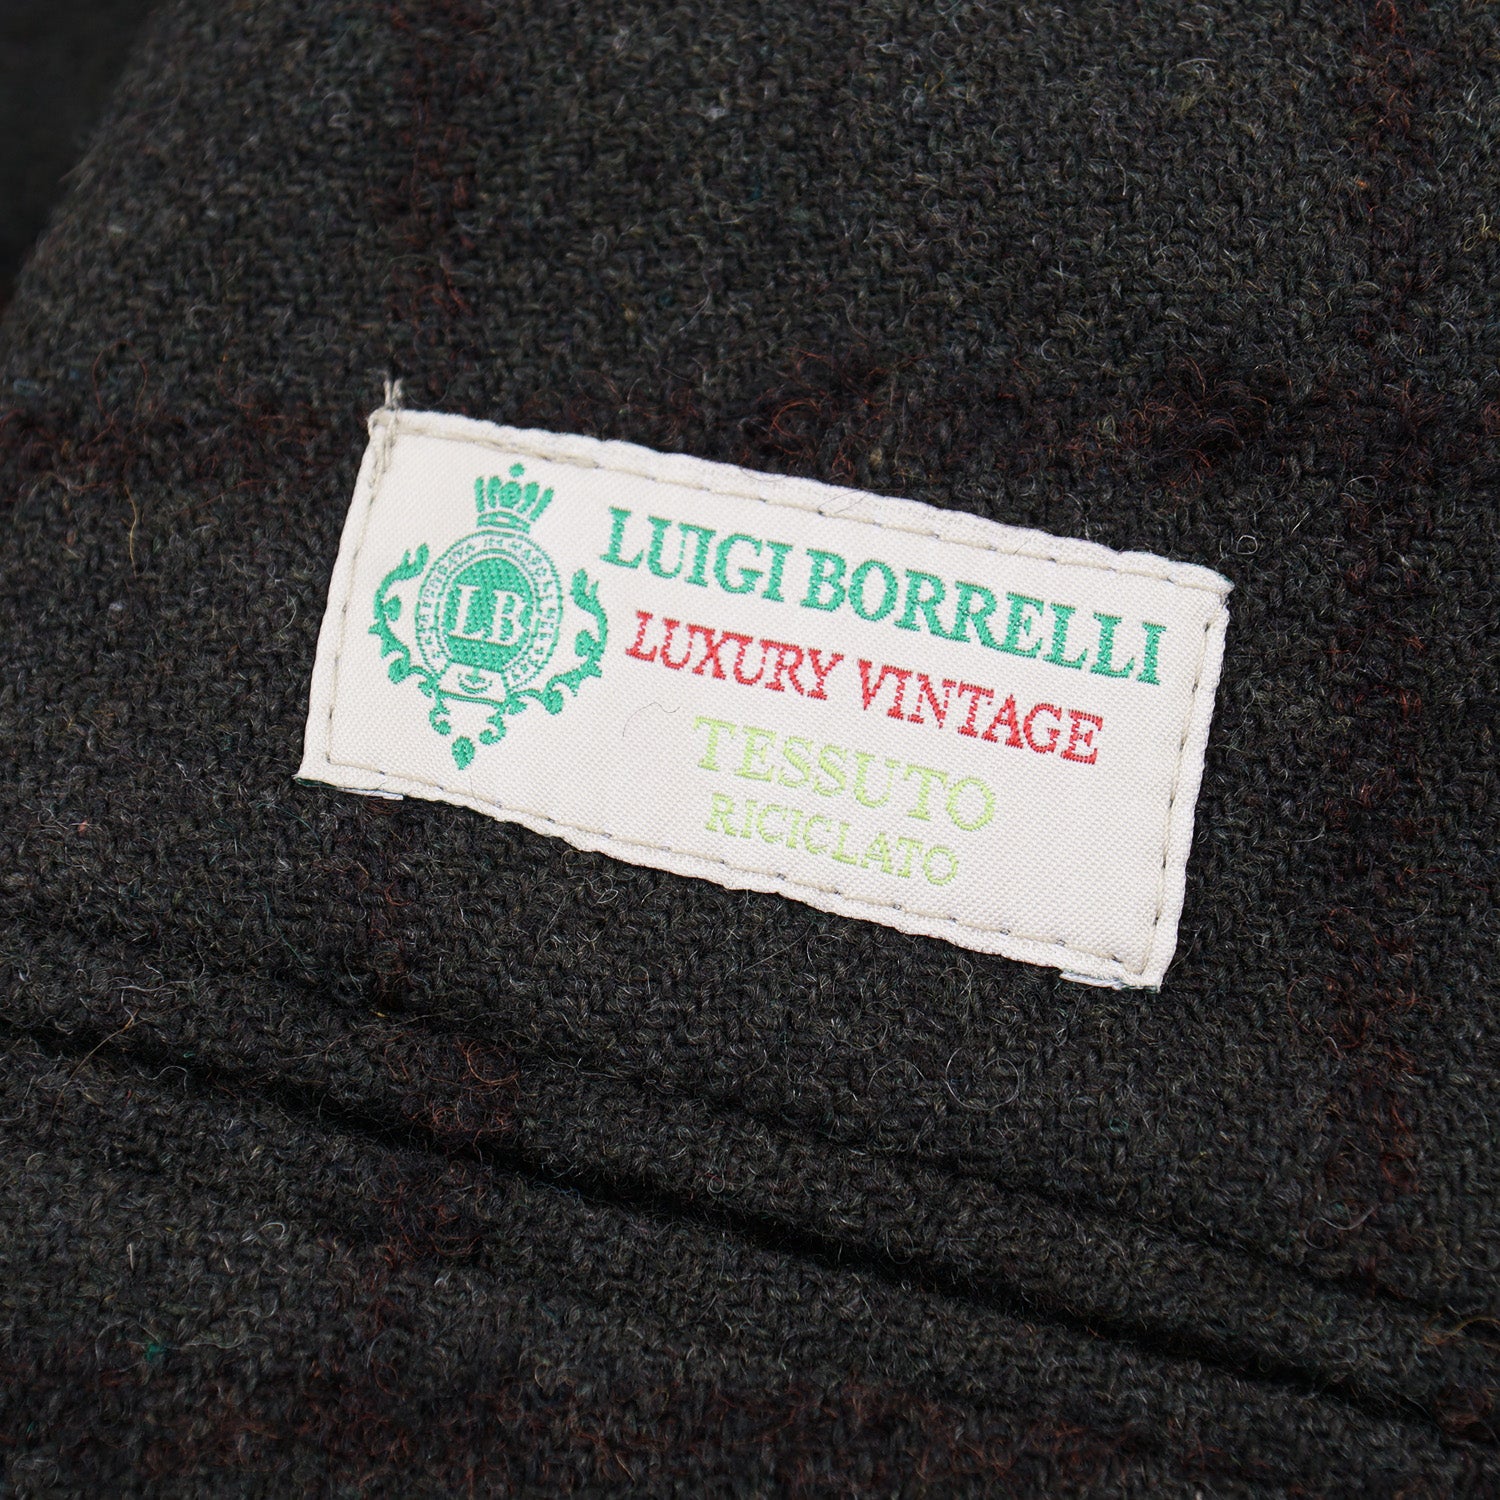 LB
LUIGI BORRELLI
LUXURY VINTAGE
TESSUTO
RICICLATO